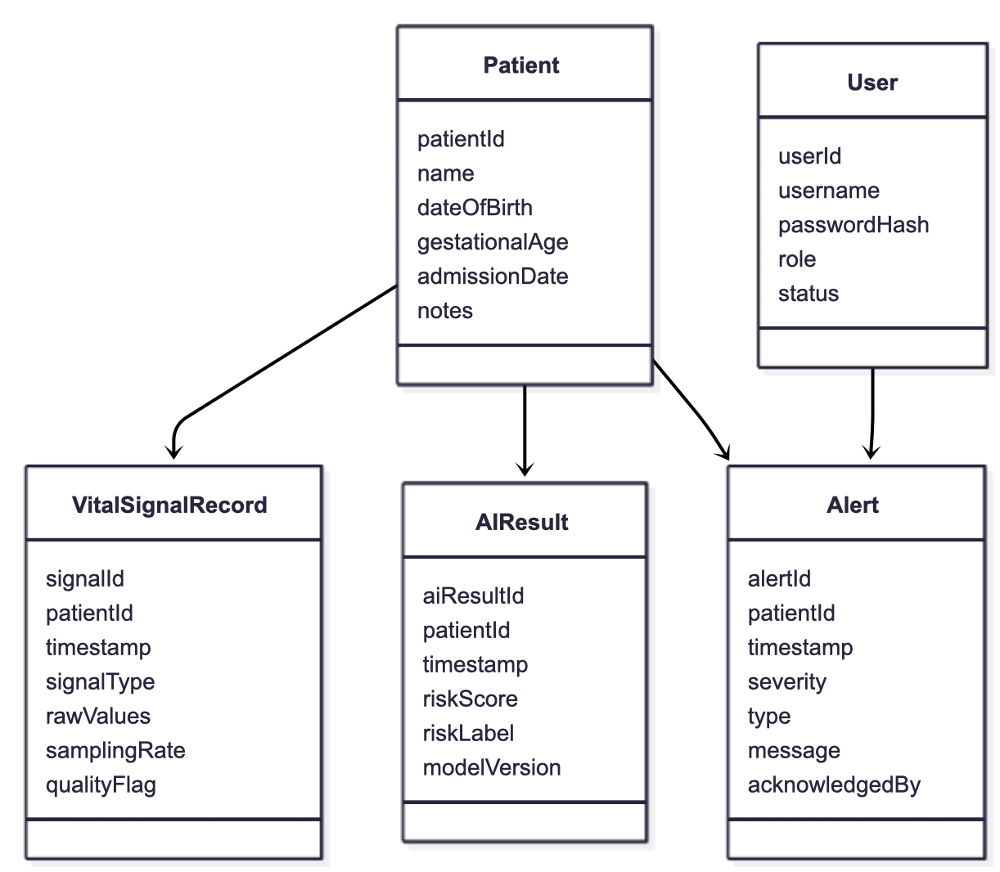 Patient
patientId
name
dateOfBirth
gestationalAge
admissionDate
notes
User
userId
username
passwordHash
role
status
VitalSignalRecord
signalId
patientId
timestamp
signalType
rawValues
samplingRate
qualityFlag
AIResult
aiResultId
patientId
timestamp
riskScore
riskLabel
modelVersion
Alert
alertId
patientId
timestamp
severity
type
message
acknowledgedBy